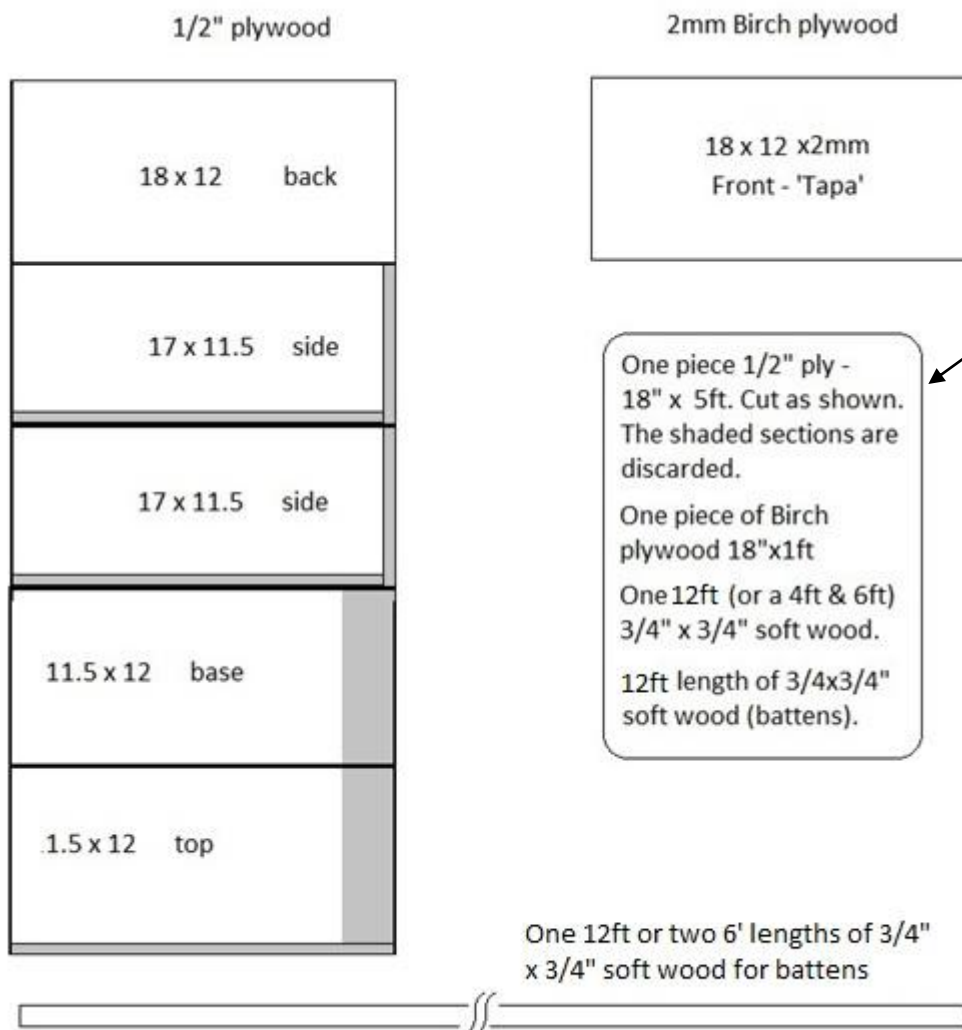 1/2" plywood
2mm Birch plywood
18 x 12 back
18 x 12 x2mm
Front - 'Tapa'
17 x 11.5 side
17 x 11.5 side
11.5 x 12 base
.1.5 x 12 top
One piece 1/2" ply -
18" x 5ft. Cut as shown.
The shaded sections are
discarded.
One piece of Birch
plywood 18"x1ft
One 12ft (or a 4ft & 6ft)
3/4" x 3/4" soft wood.
12ft length of 3/4x3/4"
soft wood (battens).
One 12ft or two 6' lengths of 3/4"
x 3/4" soft wood for battens